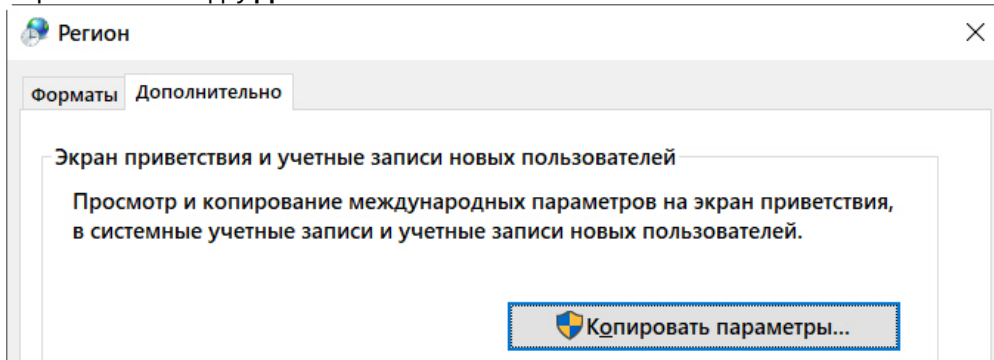 Регион
Форматы
Дополнительно
Экран приветствия и учетные записи новых пользователей
Просмотр и копирование международных параметров на экран приветствия,
в системные учетные записи и учетные записи новых пользователей.
Копировать параметры...